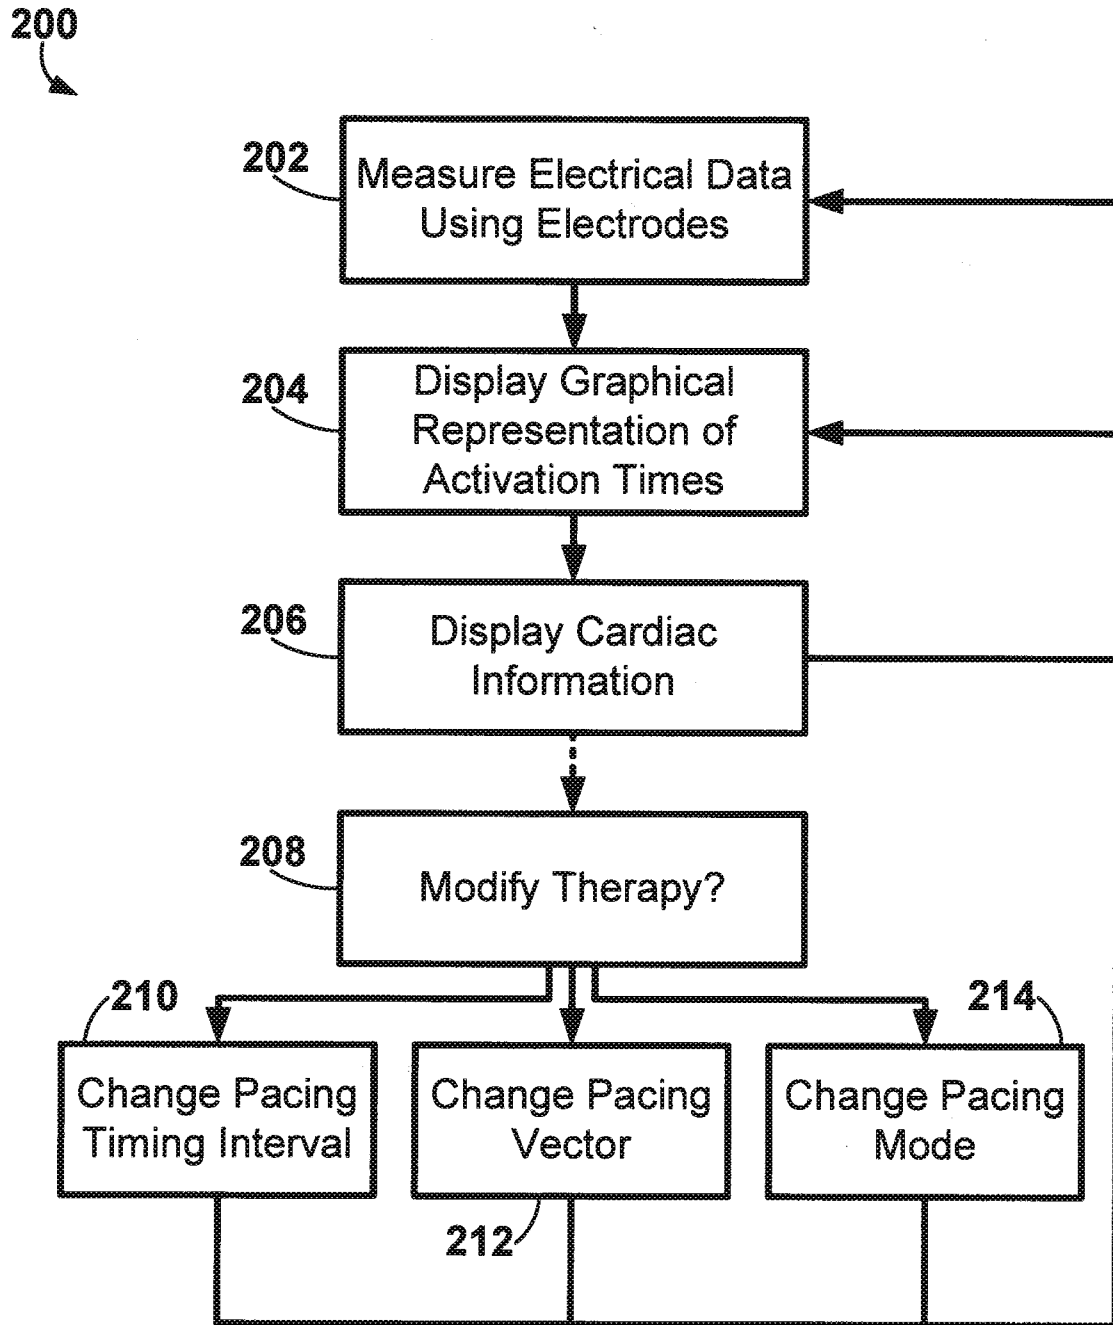 200
202
Measure Electrical Data
Using Electrodes
204
Display Graphical
Representation of
Activation Times
206
Display Cardiac
Information
208
Modify Therapy?
210
214
Change Pacing
Timing Interval
Change Pacing
Vector
Change Pacing
Mode
212